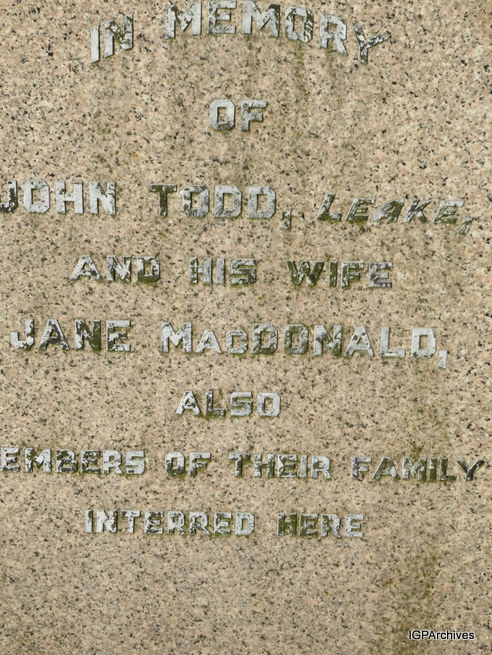 IN MEMORY
OF
JOHN TODD, LEAKE,
AND HIS WIFE
JANE MACDONALD,
ALSO
EMBERS OF THEIR FAMILY
INTERRED HERE
IGPArchives